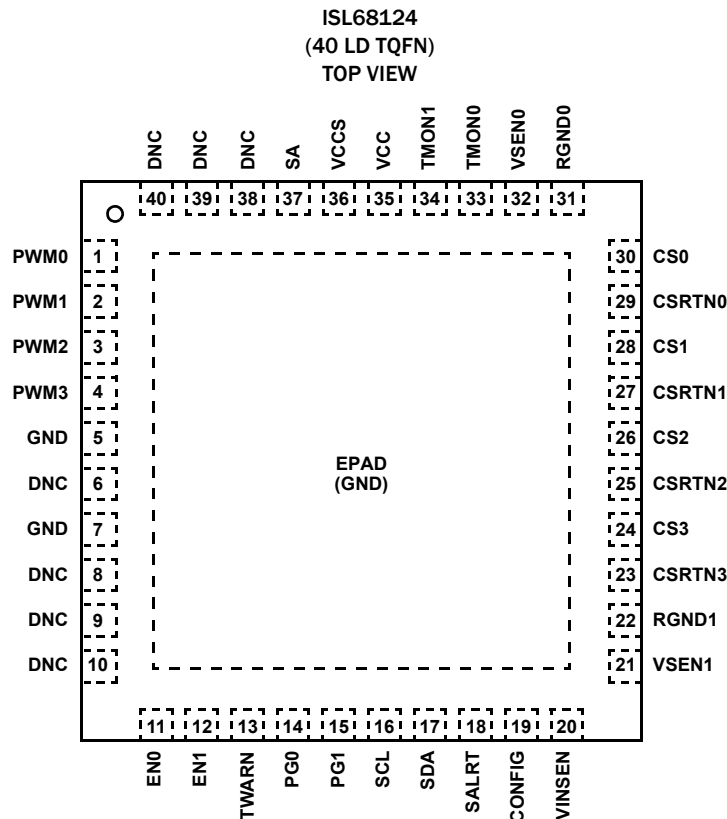 ISL68124
(40 LD TQFN)
TOP VIEW
DNC DNC DNC SA VCCS VCC TMON1 TMON0 VSEN0 RGND0
40 39 38 37 36 35 34 33 32 31
PWM0 1 30 CS0
PWM1 2 29 CSRTN0
PWM2 3 28 CS1
PWM3 4 27 CSRTN1
GND 5 26 CS2
EPAD
(GND)
DNC 6 25 CSRTN2
GND 7 24 CS3
DNC 8 23 CSRTN3
DNC 9 22 RGND1
DNC 10 21 VSEN1
11 12 13 14 15 16 17 18 19 20
EN0 EN1 TWARN PG0 PG1 SCL SDA SALRT CONFIG VINSEN